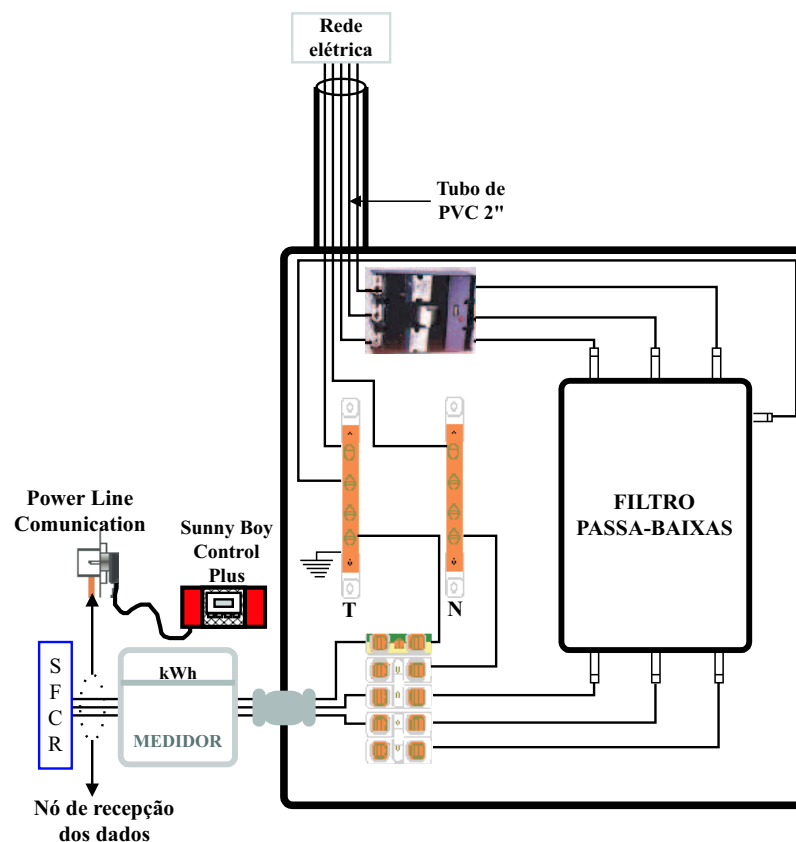 Rede
elétrica
Tubo de
PVC 2"
FILTRO
PASSA-BAIXAS
Power Line
Comunication
Sunny Boy
Control
Plus
T
N
S
F
C
R
kWh
MEDIDOR
Nó de recepção
dos dados